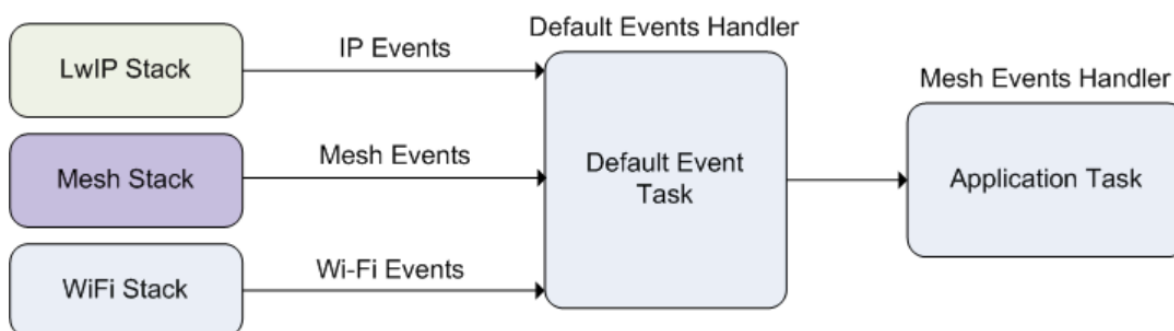 Default Events Handler
LwIP Stack
IP Events
Mesh Events Handler
Mesh Stack
Mesh Events
Default Event
Task
Application Task
WiFi Stack
Wi-Fi Events